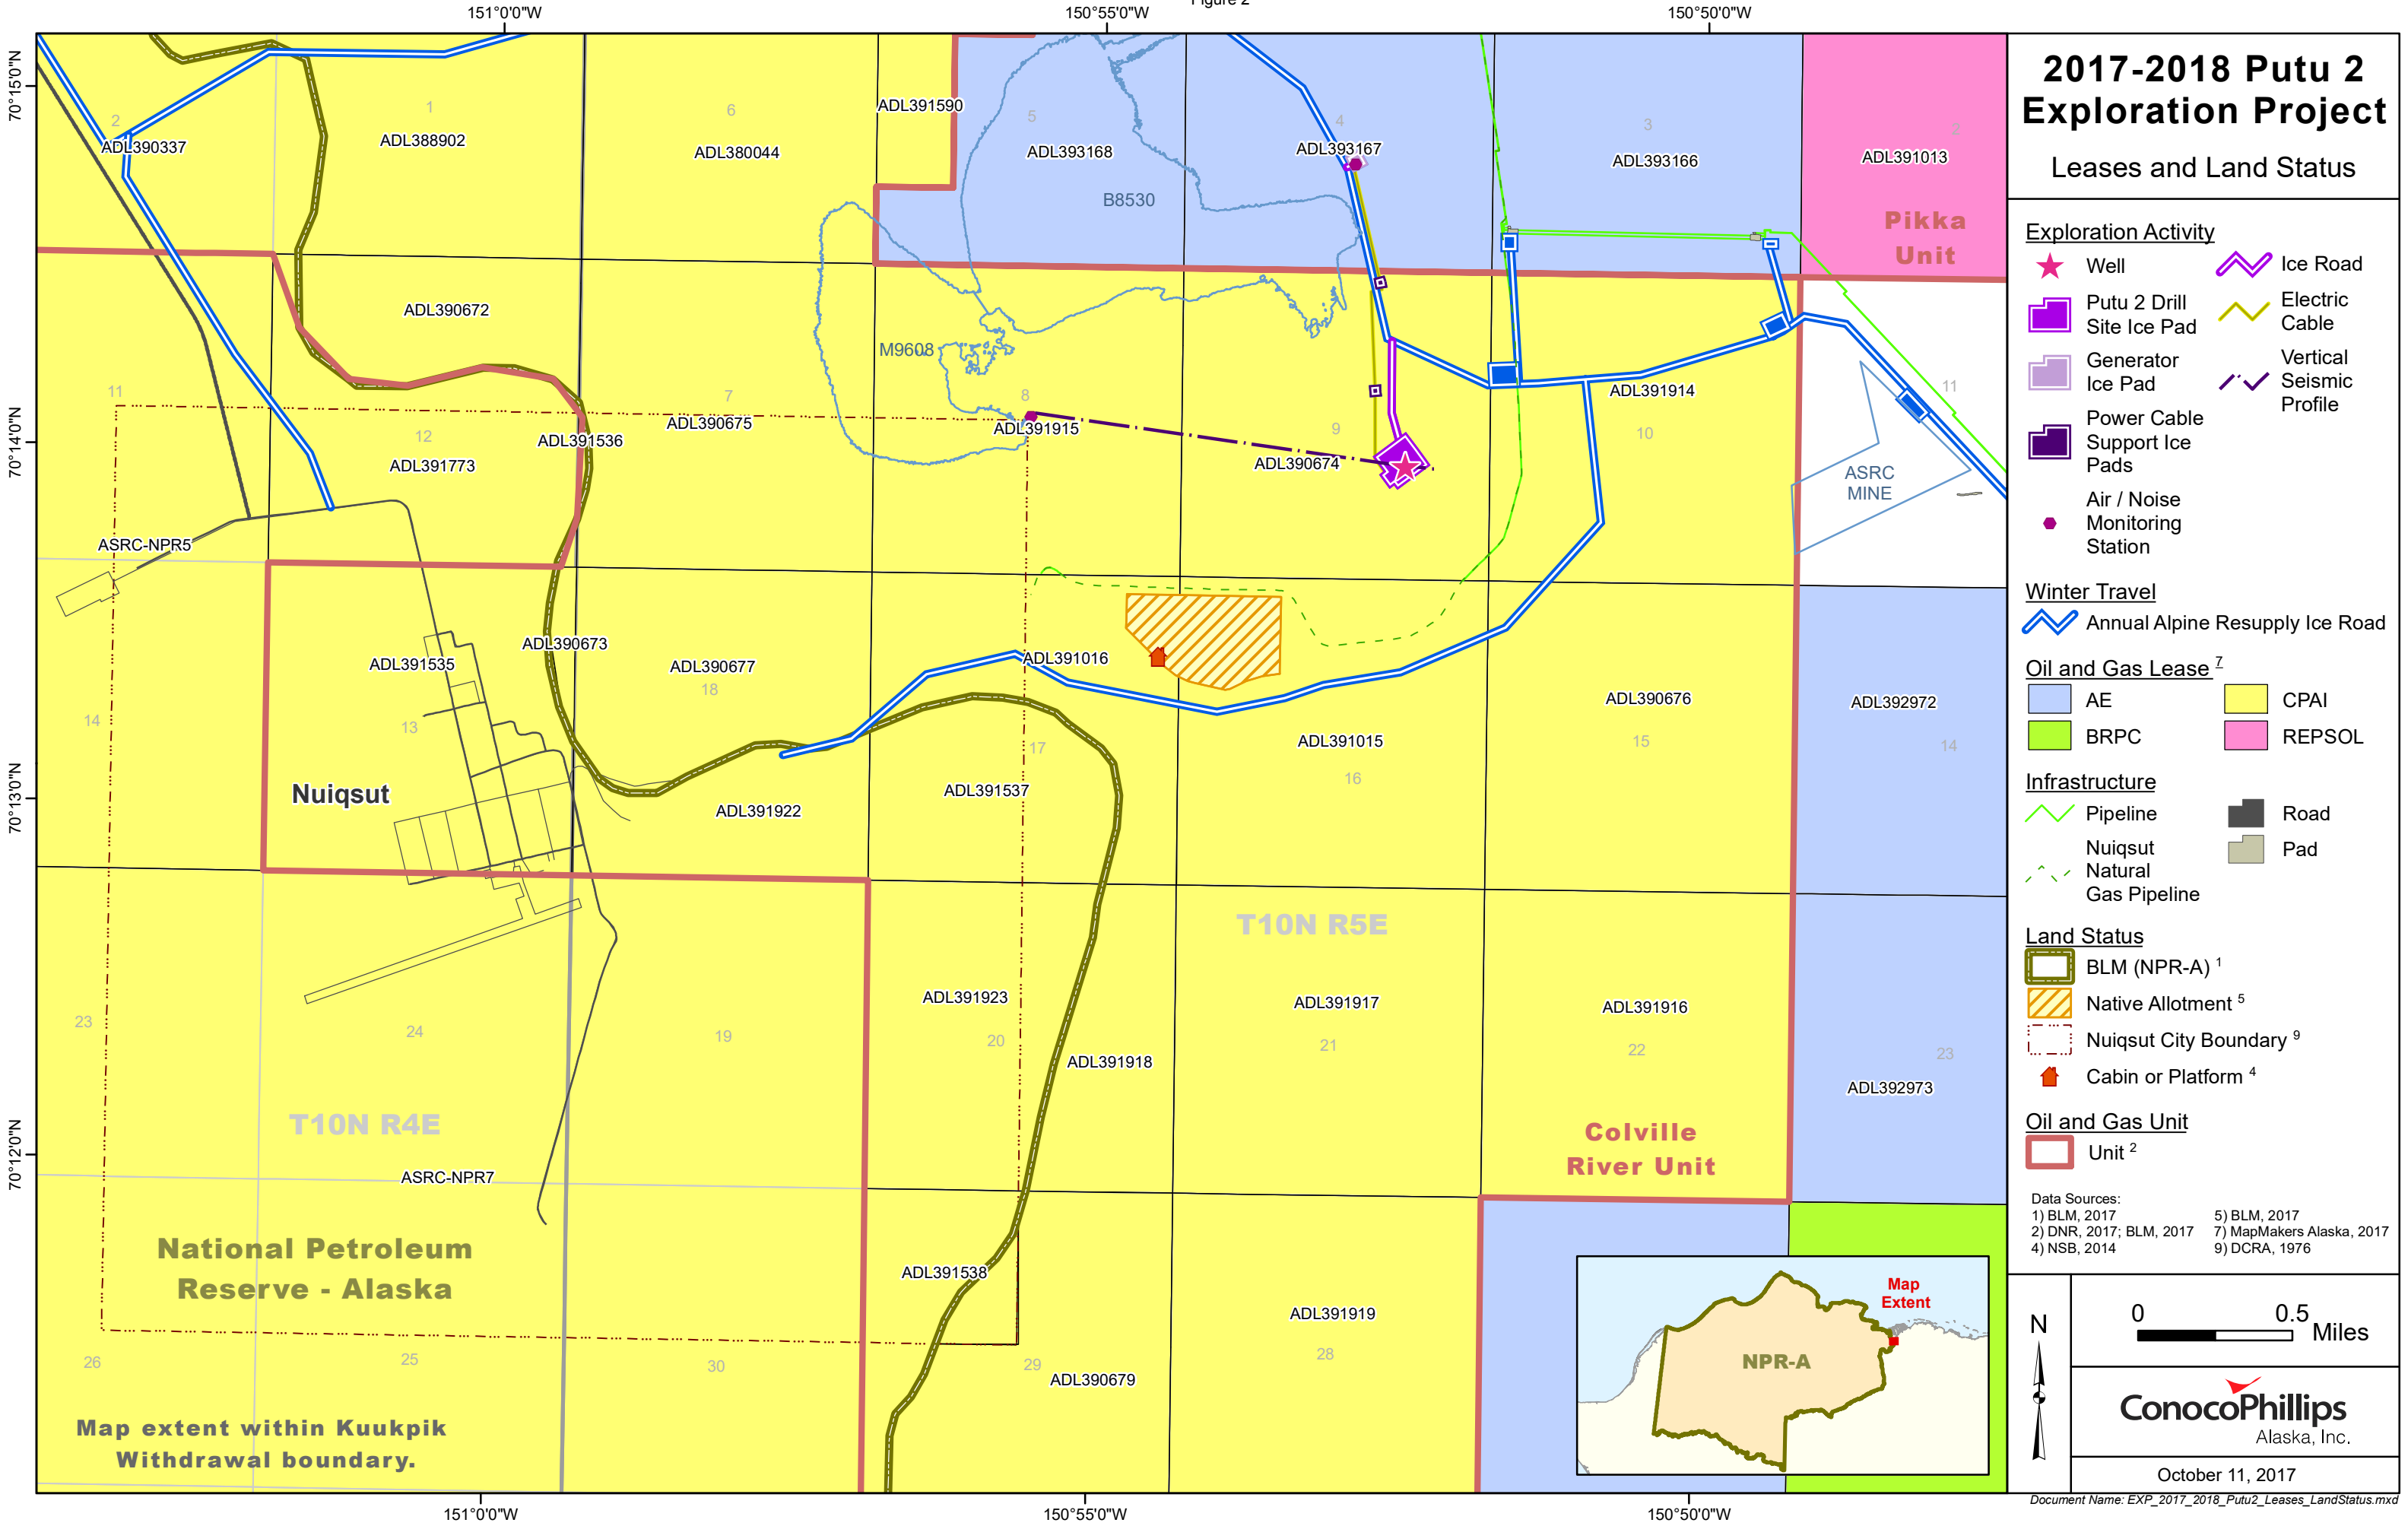 Figure 2
151°0'0"W
150°55'0"W
150°50'0"W
70°15'0"N
70°14'0"N
70°13'0"N
70°12'0"N
2
1
6
5
4
3
2
ADL390337
ADL388902
ADL380044
ADL391590
ADL393168
ADL393167
ADL393166
ADL391013
B8530
Pikka
Unit
ADL390672
M9608
11
12
7
8
9
10
11
ADL391773
ADL391536
ADL390675
ADL391915
ADL390674
ADL391914
ASRC
MINE
ASRC-NPR5
ADL391535
ADL390673
ADL390677
ADL391016
ADL390676
ADL392972
14
13
18
17
16
15
14
Nuiqsut
ADL391922
ADL391537
ADL391015
T10N R5E
ADL391923
ADL391918
ADL391917
ADL391916
ADL392973
23
24
19
20
21
22
23
T10N R4E
ASRC-NPR7
Colville
River Unit
National Petroleum
Reserve - Alaska
ADL391538
ADL391919
ADL390679
26
25
30
29
28
Map extent within Kuukpik
Withdrawal boundary.
NPR-A
Map
Extent
151°0'0"W
150°55'0"W
150°50'0"W
2017-2018 Putu 2
Exploration Project
Leases and Land Status
Exploration Activity
Well
Putu 2 Drill
Site Ice Pad
Generator
Ice Pad
Power Cable
Support Ice
Pads
Air / Noise
Monitoring
Station
Ice Road
Electric
Cable
Vertical
Seismic
Profile
Winter Travel
Annual Alpine Resupply Ice Road
Oil and Gas Lease 7
AE
CPAI
BRPC
REPSOL
Infrastructure
Pipeline
Road
Nuiqsut
Natural
Gas Pipeline
Pad
Land Status
BLM (NPR-A) 1
Native Allotment 5
Nuiqsut City Boundary 9
Cabin or Platform 4
Oil and Gas Unit
Unit 2
Data Sources:
1) BLM, 2017
2) DNR, 2017; BLM, 2017
4) NSB, 2014
5) BLM, 2017
7) MapMakers Alaska, 2017
9) DCRA, 1976
N
0 0.5
Miles
ConocoPhillips
Alaska, Inc.
October 11, 2017
Document Name: EXP_2017_2018_Putu2_Leases_LandStatus.mxd